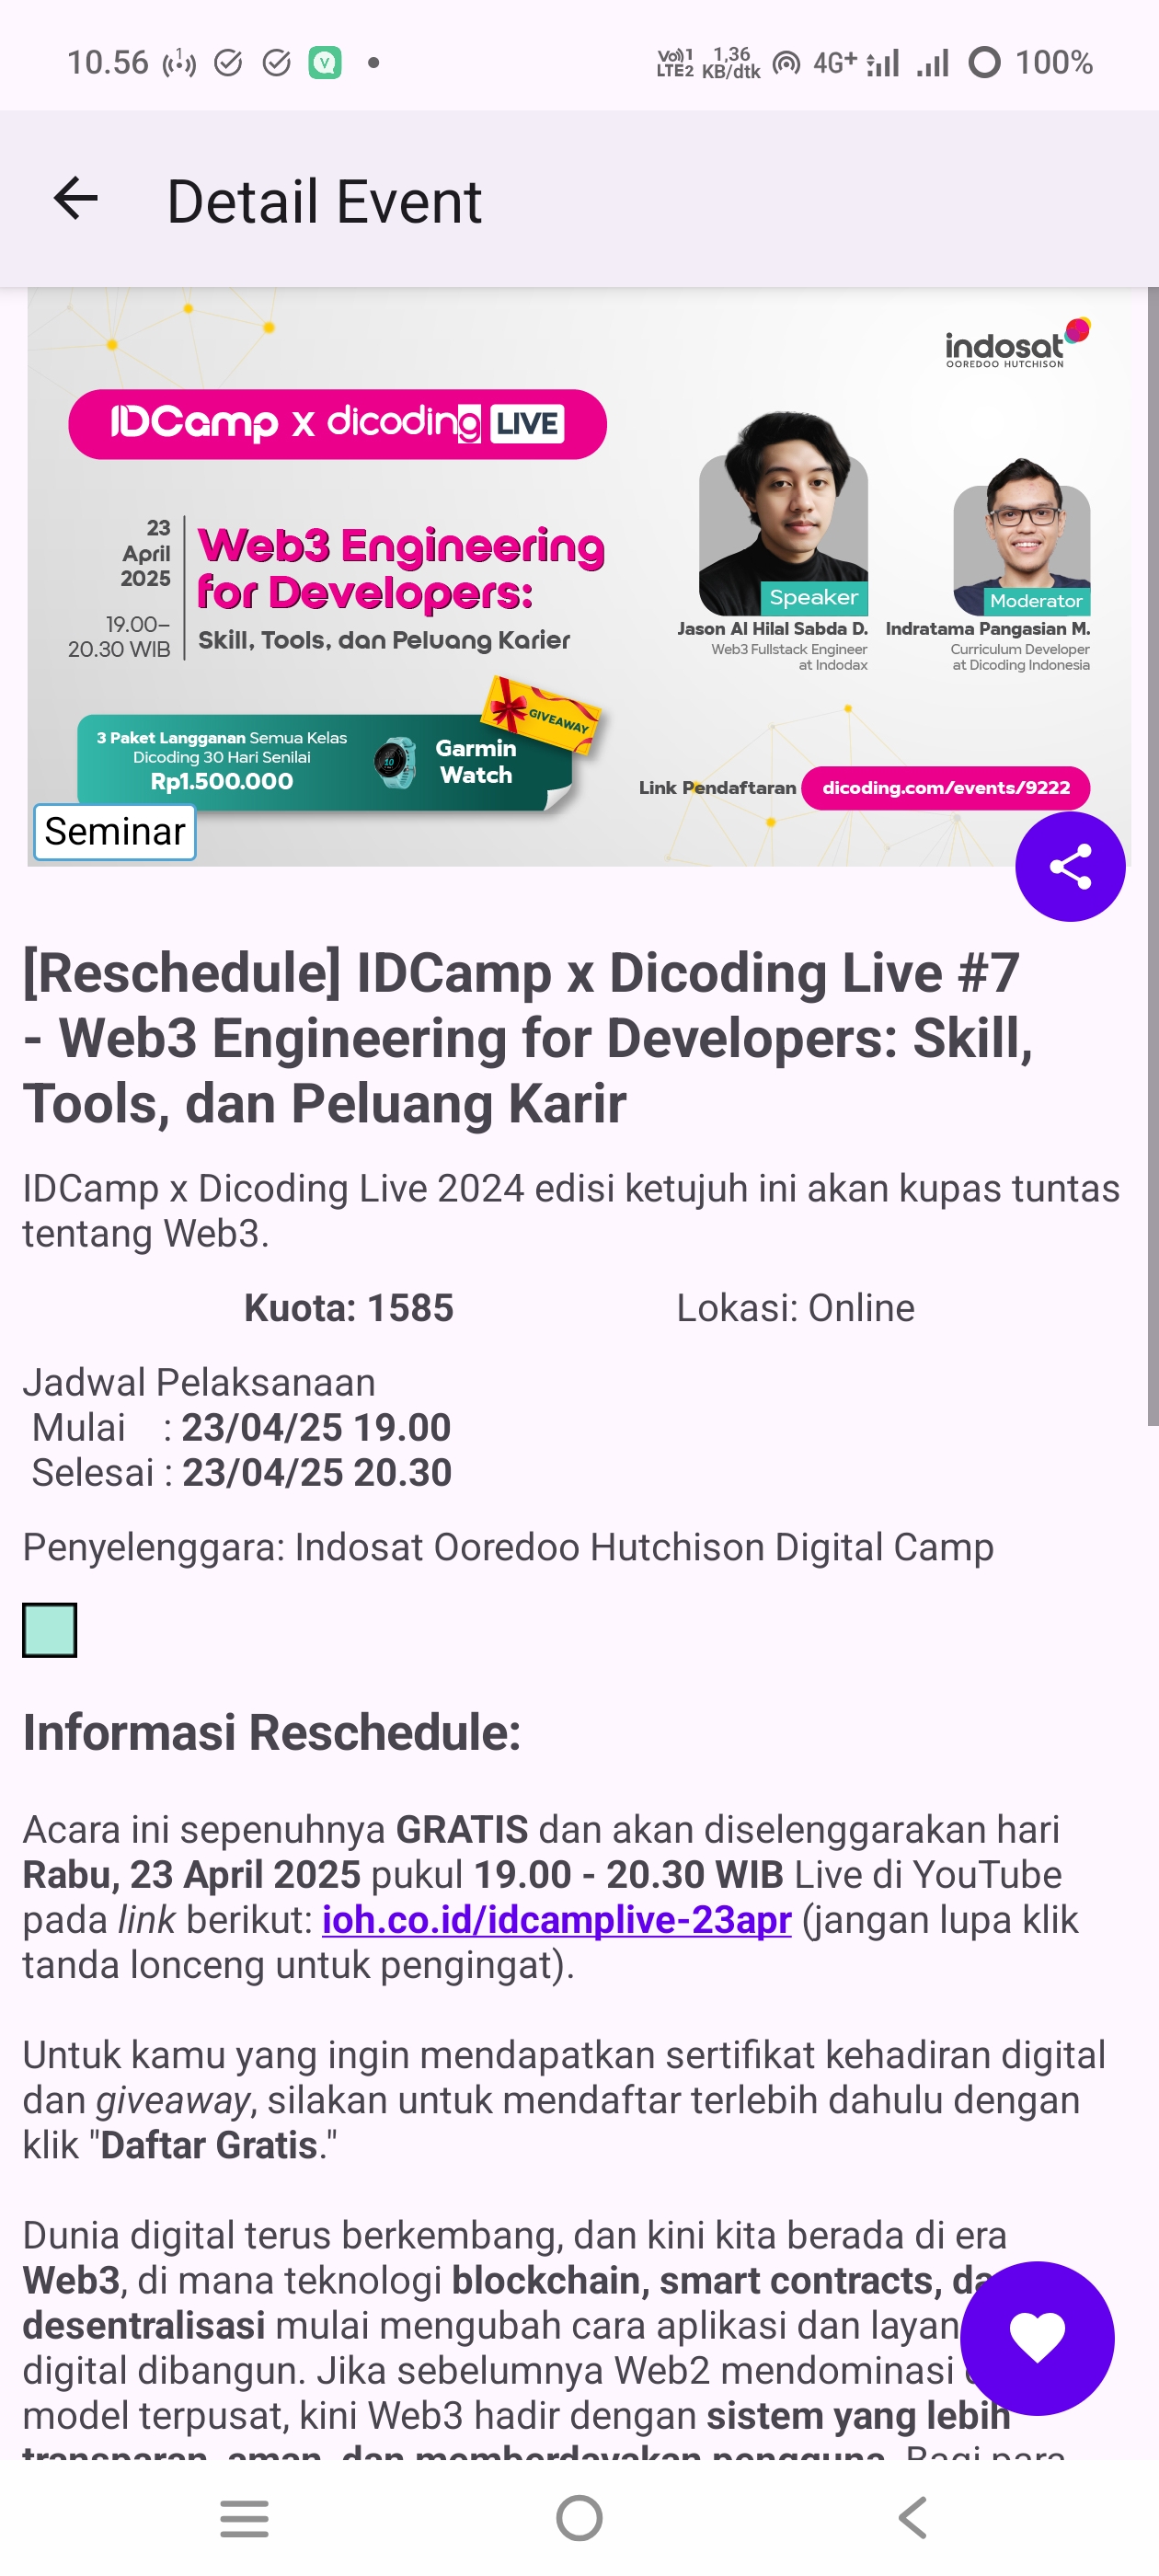 10.56
Vo)) 1
LTE2
1,36
KB/dtk
4G+
100%
Detail Event
indosat
OOREDOO HUTCHISON
IDCamp x dicoding LIVE
23
April
2025
19.00–
20.30 WIB
Web3 Engineering
for Developers:
Skill, Tools, dan Peluang Karier
Speaker
Jason Al Hilal Sabda D.
Web3 Fullstack Engineer
at Indodax
Moderator
Indratama Pangasian M.
Curriculum Developer
at Dicoding Indonesia
3 Paket Langganan Semua Kelas
Dicoding 30 Hari Senilai
Rp1.500.000
Garmin
Watch
GIVEAWAY
Link Pendaftaran dicoding.com/events/9222
Seminar
[Reschedule] IDCamp x Dicoding Live #7
- Web3 Engineering for Developers: Skill,
Tools, dan Peluang Karir
IDCamp x Dicoding Live 2024 edisi ketujuh ini akan kupas tuntas
tentang Web3.
Kuota: 1585 Lokasi: Online
Jadwal Pelaksanaan
Mulai : 23/04/25 19.00
Selesai : 23/04/25 20.30
Penyelenggara: Indosat Ooredoo Hutchison Digital Camp
Informasi Reschedule:
Acara ini sepenuhnya GRATIS dan akan diselenggarakan hari
Rabu, 23 April 2025 pukul 19.00 - 20.30 WIB Live di YouTube
pada link berikut: ioh.co.id/idcamplive-23apr (jangan lupa klik
tanda lonceng untuk pengingat).
Untuk kamu yang ingin mendapatkan sertifikat kehadiran digital
dan giveaway, silakan untuk mendaftar terlebih dahulu dengan
klik "Daftar Gratis."
Dunia digital terus berkembang, dan kini kita berada di era
Web3, di mana teknologi blockchain, smart contracts, da
desentralisasi mulai mengubah cara aplikasi dan layan
digital dibangun. Jika sebelumnya Web2 mendominasi
model terpusat, kini Web3 hadir dengan sistem yang lebih
transparan, aman, dan memberdayakan pengguna. Bagi para